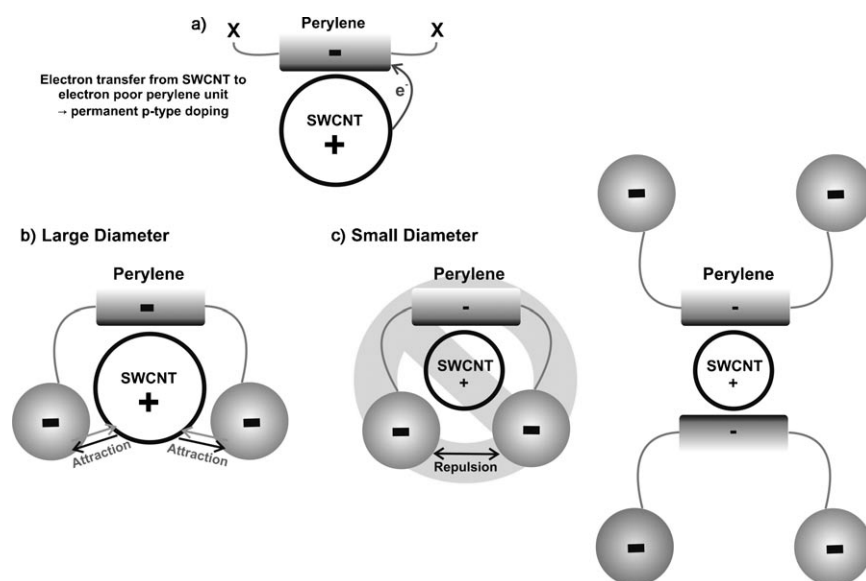 a)
X
Perylene
X
-
Electron transfer from SWCNT to
electron poor perylene unit
→ permanent p-type doping
e-
SWCNT
+
b) Large Diameter
Perylene
-
SWCNT
+
-
-
Attraction
Attraction
c) Small Diameter
Perylene
-
SWCNT
+
-
-
Repulsion
-
-
Perylene
-
SWCNT
+
-
-
-